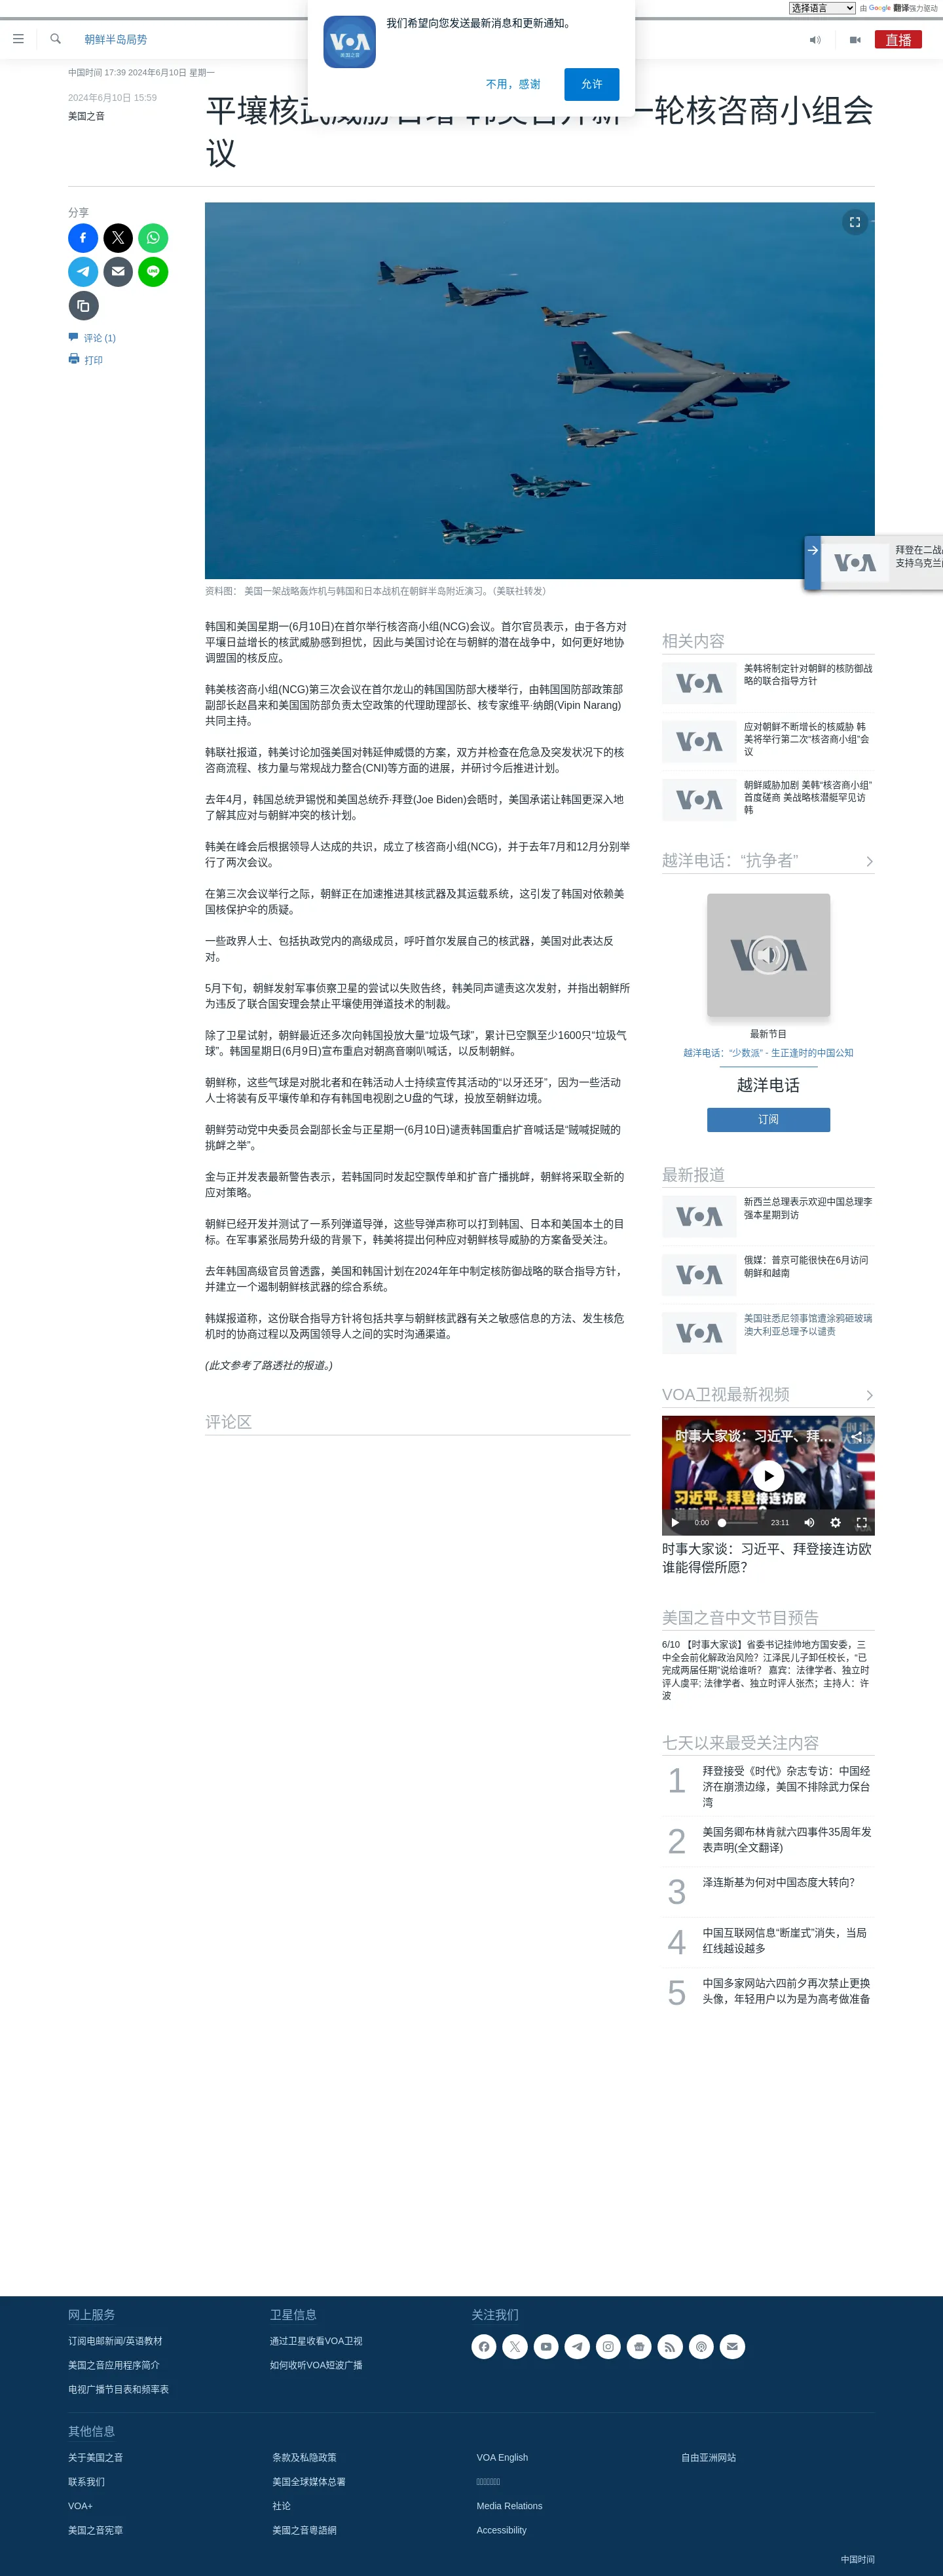 选择语言 由 Google 翻译强力驱动
朝鲜半岛局势
直播
我们希望向您发送最新消息和更新通知。
VOA
美国之音
不用，感谢
允许
中国时间 17:39 2024年6月10日 星期一
2024年6月10日 15:59
美国之音
一轮核咨商小组会
议
分享
评论 (1)
打印
资料图： 美国一架战略轰炸机与韩国和日本战机在朝鲜半岛附近演习。（美联社转发）
拜登在二战
支持乌克兰
VOA
韩国和美国星期一(6月10日)在首尔举行核咨商小组(NCG)会议。首尔官员表示，由于各方对
平壤日益增长的核武威胁感到担忧，因此与美国讨论在与朝鲜的潜在战争中，如何更好地协
调盟国的核反应。
韩美核咨商小组(NCG)第三次会议在首尔龙山的韩国国防部大楼举行，由韩国国防部政策部
副部长赵昌来和美国国防部负责太空政策的代理助理部长、核专家维平·纳朗(Vipin Narang)
共同主持。
韩联社报道，韩美讨论加强美国对韩延伸威慑的方案，双方并检查在危急及突发状况下的核
咨商流程、核力量与常规战力整合(CNI)等方面的进展，并研讨今后推进计划。
去年4月，韩国总统尹锡悦和美国总统乔·拜登(Joe Biden)会晤时，美国承诺让韩国更深入地
了解其应对与朝鲜冲突的核计划。
韩美在峰会后根据领导人达成的共识，成立了核咨商小组(NCG)，并于去年7月和12月分别举
行了两次会议。
在第三次会议举行之际，朝鲜正在加速推进其核武器及其运载系统，这引发了韩国对依赖美
国核保护伞的质疑。
一些政界人士、包括执政党内的高级成员，呼吁首尔发展自己的核武器，美国对此表达反
对。
5月下旬，朝鲜发射军事侦察卫星的尝试以失败告终，韩美同声谴责这次发射，并指出朝鲜所
为违反了联合国安理会禁止平壤使用弹道技术的制裁。
除了卫星试射，朝鲜最近还多次向韩国投放大量“垃圾气球”，累计已空飘至少1600只“垃圾气
球”。韩国星期日(6月9日)宣布重启对朝高音喇叭喊话，以反制朝鲜。
朝鲜称，这些气球是对脱北者和在韩活动人士持续宣传其活动的“以牙还牙”，因为一些活动
人士将装有反平壤传单和存有韩国电视剧之U盘的气球，投放至朝鲜边境。
朝鲜劳动党中央委员会副部长金与正星期一(6月10日)谴责韩国重启扩音喊话是“贼喊捉贼的
挑衅之举”。
金与正并发表最新警告表示，若韩国同时发起空飘传单和扩音广播挑衅，朝鲜将采取全新的
应对策略。
朝鲜已经开发并测试了一系列弹道导弹，这些导弹声称可以打到韩国、日本和美国本土的目
标。在军事紧张局势升级的背景下，韩美将提出何种应对朝鲜核导威胁的方案备受关注。
去年韩国高级官员曾透露，美国和韩国计划在2024年年中制定核防御战略的联合指导方针，
并建立一个遏制朝鲜核武器的综合系统。
韩媒报道称，这份联合指导方针将包括共享与朝鲜核武器有关之敏感信息的方法、发生核危
机时的协商过程以及两国领导人之间的实时沟通渠道。
(此文参考了路透社的报道。)
评论区
相关内容
VOA
美韩将制定针对朝鲜的核防御战
略的联合指导方针
VOA
应对朝鲜不断增长的核威胁 韩
美将举行第二次“核咨商小组”会
议
VOA
朝鲜威胁加剧 美韩“核咨商小组”
首度磋商 美战略核潜艇罕见访
韩
越洋电话：“抗争者”
VOA
最新节目
越洋电话：“少数派” - 生正逢时的中国公知
越洋电话
订阅
最新报道
VOA
新西兰总理表示欢迎中国总理李
强本星期到访
VOA
俄媒：普京可能很快在6月访问
朝鲜和越南
VOA
美国驻悉尼领事馆遭涂鸦砸玻璃
澳大利亚总理予以谴责
VOA卫视最新视频
时事大家谈：习近平、拜...
习近平、拜登接连访欧
谁能得偿所愿?
0:00
23:11
时事大家谈：习近平、拜登接连访欧
谁能得偿所愿？
美国之音中文节目预告
6/10 【时事大家谈】省委书记挂帅地方国安委，三
中全会前化解政治风险？江泽民儿子卸任校长，“已
完成两届任期”说给谁听？ 嘉宾：法律学者、独立时
评人虞平; 法律学者、独立时评人张杰；主持人：许
波
七天以来最受关注内容
1
拜登接受《时代》杂志专访：中国经
济在崩溃边缘，美国不排除武力保台
湾
2
美国务卿布林肯就六四事件35周年发
表声明(全文翻译)
3
泽连斯基为何对中国态度大转向？
4
中国互联网信息“断崖式”消失，当局
红线越设越多
5
中国多家网站六四前夕再次禁止更换
头像，年轻用户以为是为高考做准备
网上服务
订阅电邮新闻/英语教材
美国之音应用程序简介
电视广播节目表和频率表
卫星信息
通过卫星收看VOA卫视
如何收听VOA短波广播
关注我们
其他信息
关于美国之音
条款及私隐政策
VOA English
自由亚洲网站
联系我们
美国全球媒体总署
VOA+
社论
Media Relations
美国之音宪章
美國之音粵語網
Accessibility
中国时间